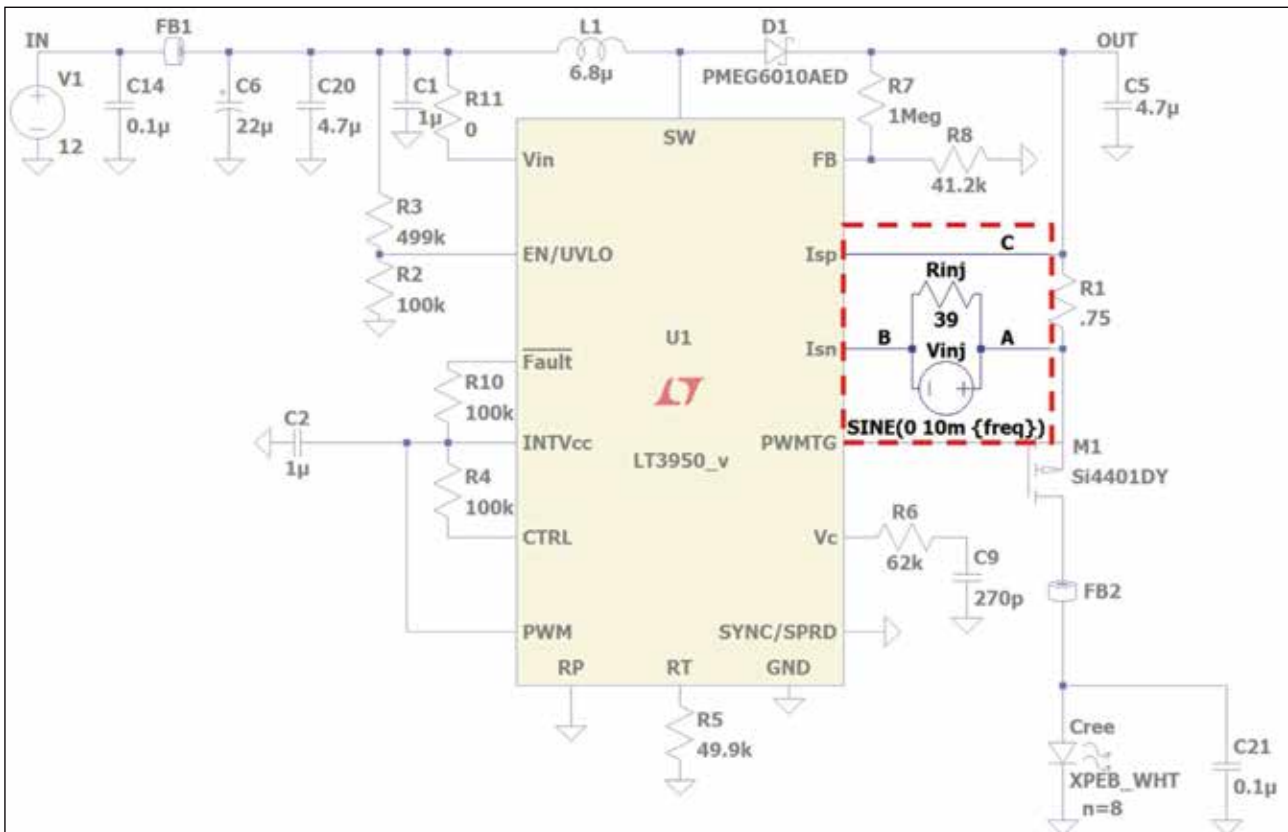 IN
FB1
L1
D1
OUT
V1
C14
0.1µ
C6
22µ
C20
4.7µ
C1
1µ
R11
0
6.8µ
PMEG6010AED
R7
1Meg
C5
4.7µ
12
SW
Vin
FB
R8
41.2k
R3
499k
EN/UVLO
Isp
C
R2
100k
Rinj
39
R1
.75
U1
Isn
B
Vinj
A
Fault
R10
100k
SINE(0 10m {freq})
C2
1µ
INTVcc
LT3950_v
PWMTG
M1
Si4401DY
R4
100k
CTRL
Vc
R6
62k
C9
270p
FB2
PWM
SYNC/SPRD
RP
RT
GND
R5
49.9k
Cree
XPEB_WHT
n=8
C21
0.1µ